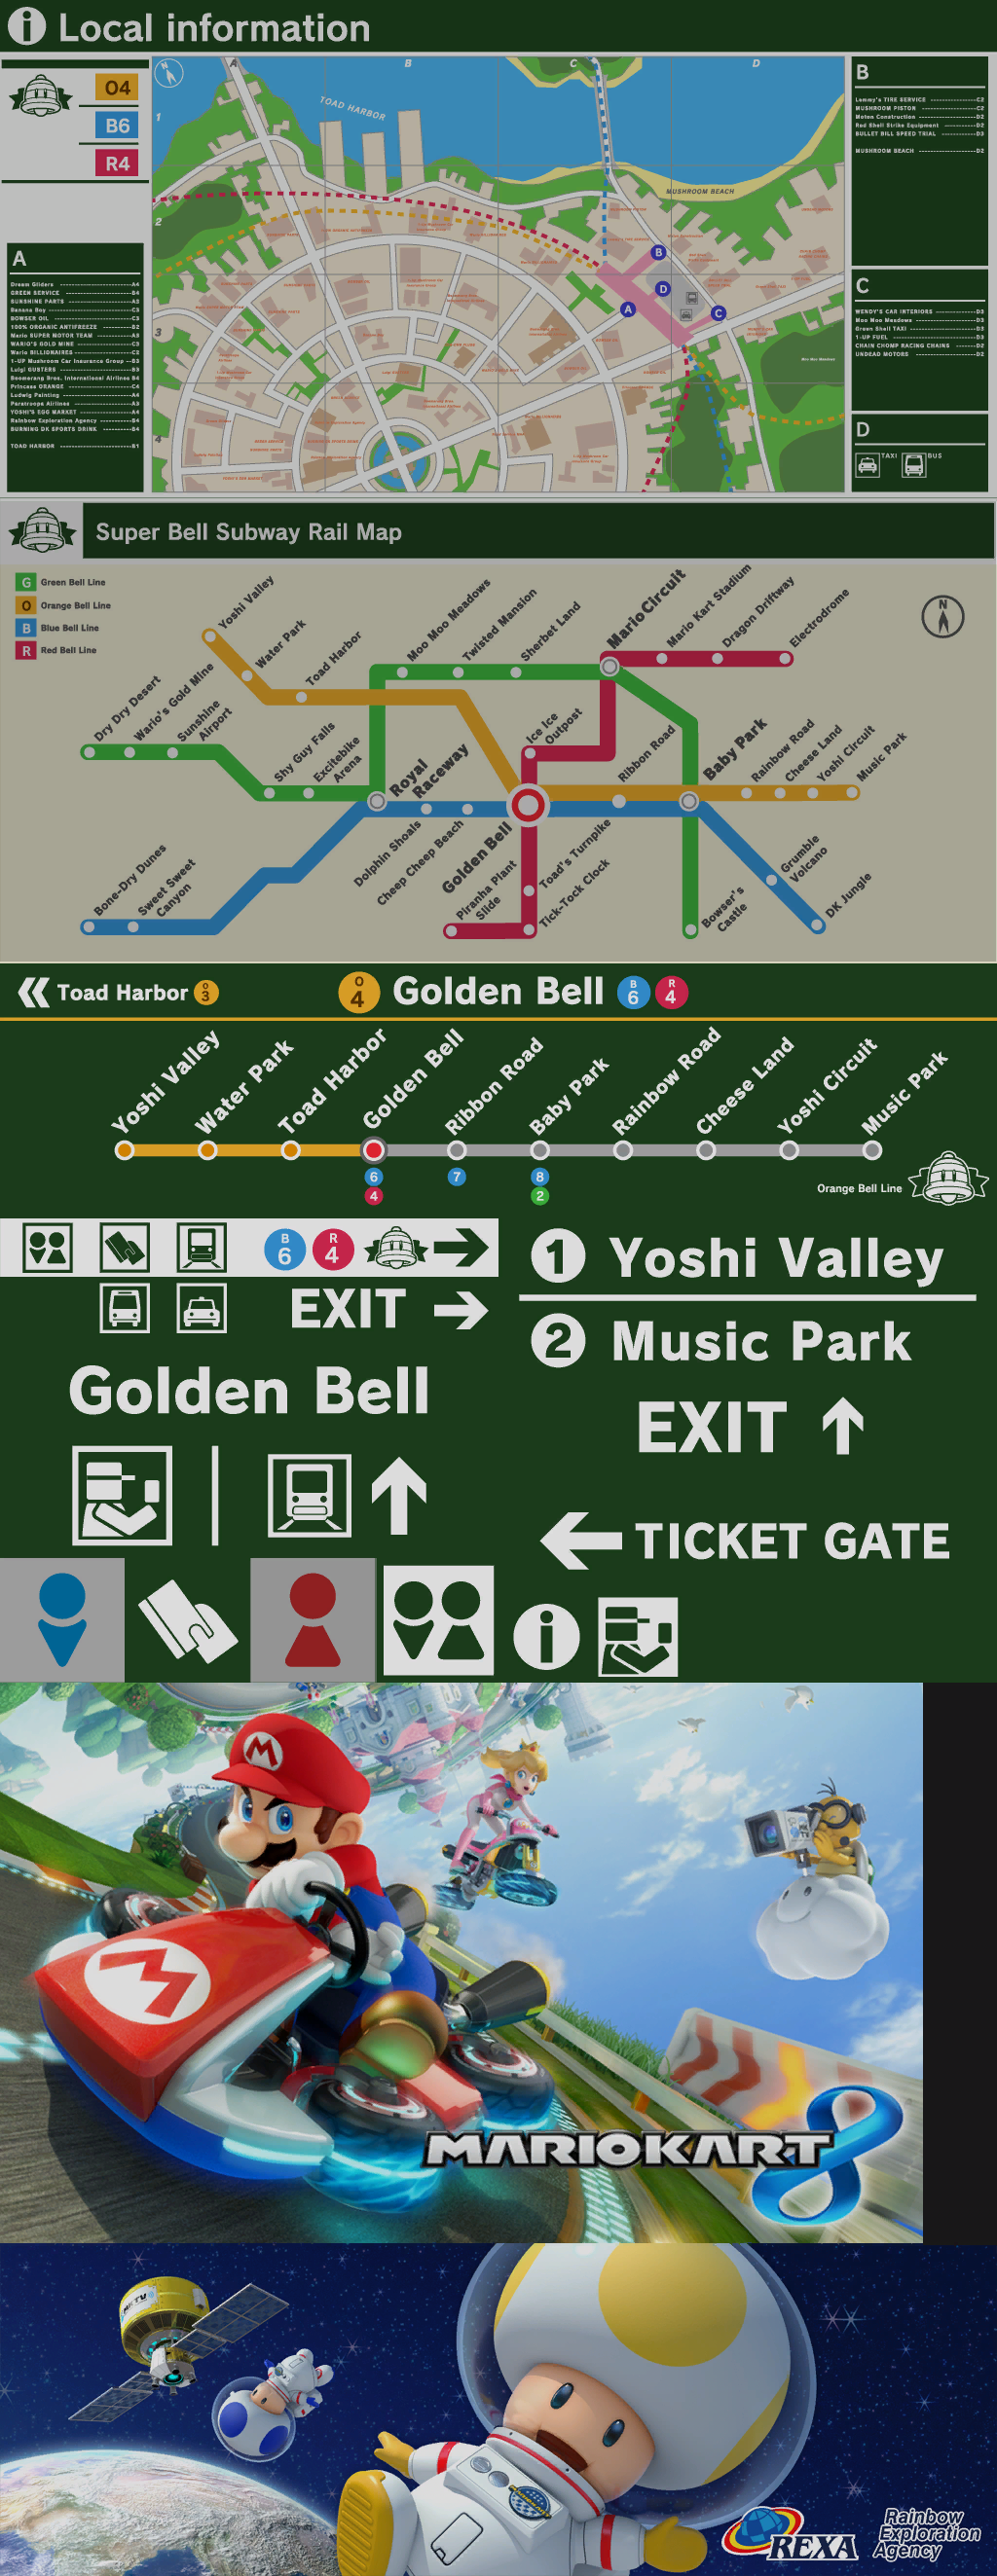 Local information
O4
B6
R4
A
Dream Gliders A4
GREEN SERVICE B4
SUNSHINE PARTS A3
Banana Boy C3
BOWSER OIL C3
100% ORGANIC ANTIFREEZE B2
Mario SUPER MOTOR TEAM A3
WARIO'S GOLD MINE C3
Wario BILLIONAIRES C2
1-UP Mushroom Car Insurance Group B3
Luigi GUSTERS B3
Boomerang Bros. International Airlines B4
Princess ORANGE C4
Ludwig Painting A4
Paratroopa Airlines A3
YOSHI'S EGG MARKET A4
Rainbow Exploration Agency B4
BURNING DK SPORTS DRINK B4
TOAD HARBOR B1
A
B
C
D
1
2
3
4
TOAD HARBOR
MUSHROOM BEACH
A
B
C
D
B
Lemmy's TIRE SERVICE C2
MUSHROOM PISTON C2
Meten Construction D2
Red Shell Strike Equipment D2
BULLET BILL SPEED TRIAL D3
MUSHROOM BEACH D2
C
WENDY'S CAR INTERIORS D3
Moo Moo Meadows D3
Green Shell TAXI D3
1-UP FUEL D3
CHAIN CHOMP RACING CHAINS D2
UNDEAD MOTORS D2
D
TAXI
BUS
Super Bell Subway Rail Map
G Green Bell Line
O Orange Bell Line
B Blue Bell Line
R Red Bell Line
N
Yoshi Valley
Water Park
Toad Harbor
Moo Moo Meadows
Twisted Mansion
Sherbet Land
Mario Circuit
Mario Kart Stadium
Dragon Driftway
Electrodrome
Dry Dry Desert
Wario's Gold Mine
Sunshine
Airport
Shy Guy Falls
Excitebike
Arena
Royal
Raceway
Ice Ice
Outpost
Ribbon Road
Baby Park
Rainbow Road
Cheese Land
Yoshi Circuit
Music Park
Bone-Dry Dunes
Sweet Sweet
Canyon
Dolphin Shoals
Cheep Cheep Beach
Golden Bell
Piranha Plant
Slide
Toad's Turnpike
Tick-Tock Clock
Bowser's
Castle
Grumble
Volcano
DK Jungle
Toad Harbor O 3
O 4 Golden Bell B 6 R 4
Yoshi Valley
Water Park
Toad Harbor
Golden Bell
Ribbon Road
Baby Park
Rainbow Road
Cheese Land
Yoshi Circuit
Music Park
6 7 8
4 2
Orange Bell Line
B 6 R 4
EXIT
1 Yoshi Valley
2 Music Park
Golden Bell
EXIT
TICKET GATE
M
M
MARIOKART 8
MKTV
REXA
Rainbow
Exploration
Agency